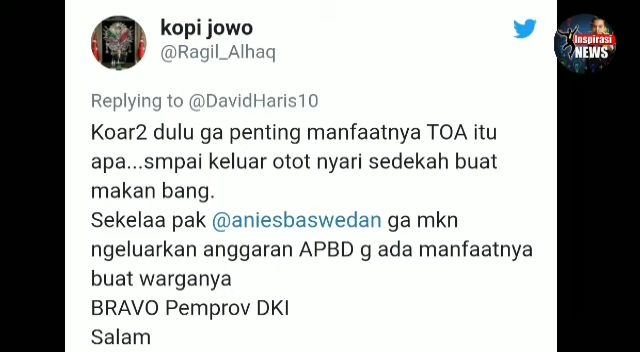 kopi jowo
@Ragil_Alhaq
Inspirasi
NEWS
Replying to @DavidHaris10
Koar2 dulu ga penting manfaatnya TOA itu
apa...smpai keluar otot nyari sedekah buat
makan bang.
Sekelaa pak @aniesbaswedan ga mkn
ngeluarkan anggaran APBD g ada manfaatnya
buat warganya
BRAVO Pemprov DKI
Salam